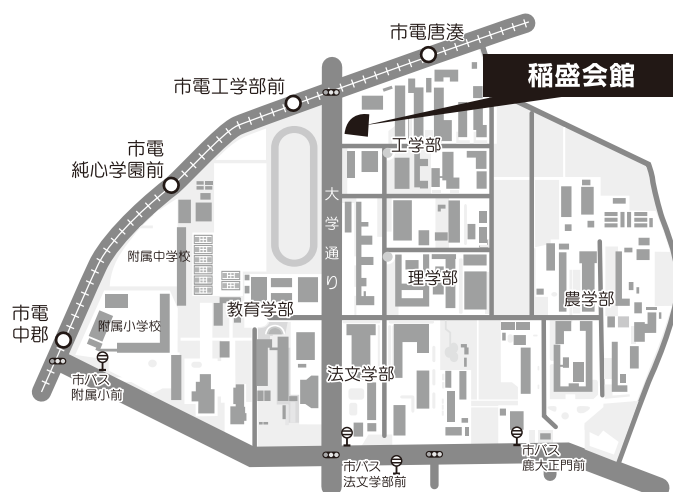 市電唐湊
稲盛会館
市電工学部前
市電
純心学園前
工学部
大学通り
附属中学校
理学部
農学部
教育学部
市電
中郡
附属小学校
法文学部
市バス
附属小前
市バス
法文学部前
市バス
鹿大正門前